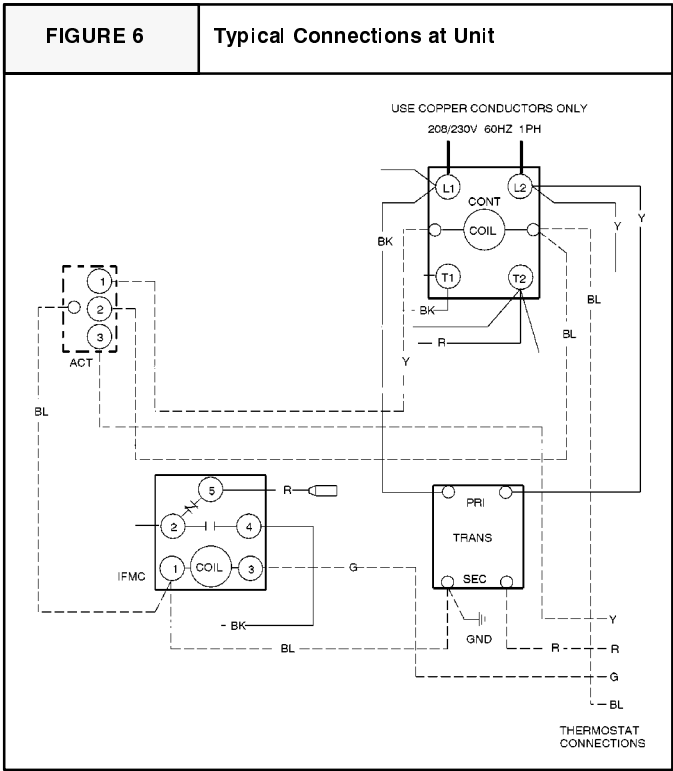 FIGURE 6
Typical Connections at Unit
USE COPPER CONDUCTORS ONLY
208/230V 60HZ 1PH
L1
L2
CONT
COIL
T1
T2
BK
Y
Y
BK
R
BL
BL
Y
1
2
3
ACT
BL
5
R
2
4
1
COIL
3
IFMC
G
BK
BL
PRI
TRANS
SEC
GND
Y
R
R
G
BL
THERMOSTAT
CONNECTIONS